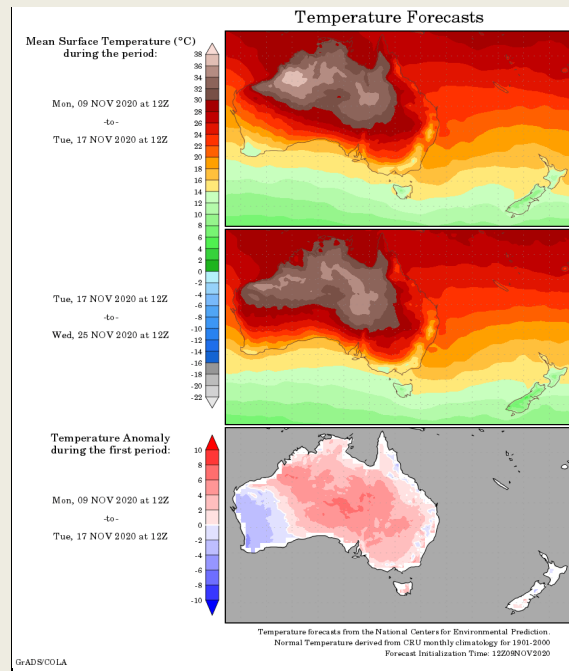 Temperature Forecasts
Mean Surface Temperature (°C)
during the period:
Mon, 09 NOV 2020 at 12Z
-to-
Tue, 17 NOV 2020 at 12Z
38
36
34
32
30
28
26
24
22
20
18
16
14
12
10
8
6
4
2
0
-2
-4
-6
-8
-10
-12
-14
-16
-18
-20
-22
Tue, 17 NOV 2020 at 12Z
-to-
Wed, 25 NOV 2020 at 12Z
Temperature Anomaly
during the first period:
Mon, 09 NOV 2020 at 12Z
-to-
Tue, 17 NOV 2020 at 12Z
10
8
6
4
2
0
-2
-4
-6
-8
-10
Temperature forecasts from the National Centers for Environmental Prediction.
Normal Temperature derived from CRU monthly climatology for 1901-2000
Forecast Initialization Time: 12Z09NOV2020
GrADS/COLA